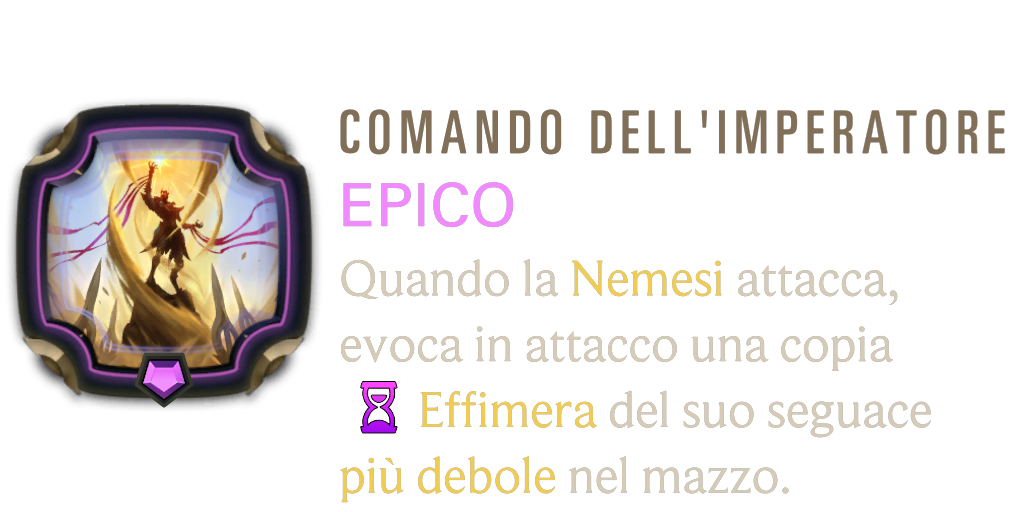 COMANDO DELL'IMPERATORE
EPICO
Quando la Nemesi attacca,
evoca in attacco una copia
Effimera del suo seguace
più debole nel mazzo.